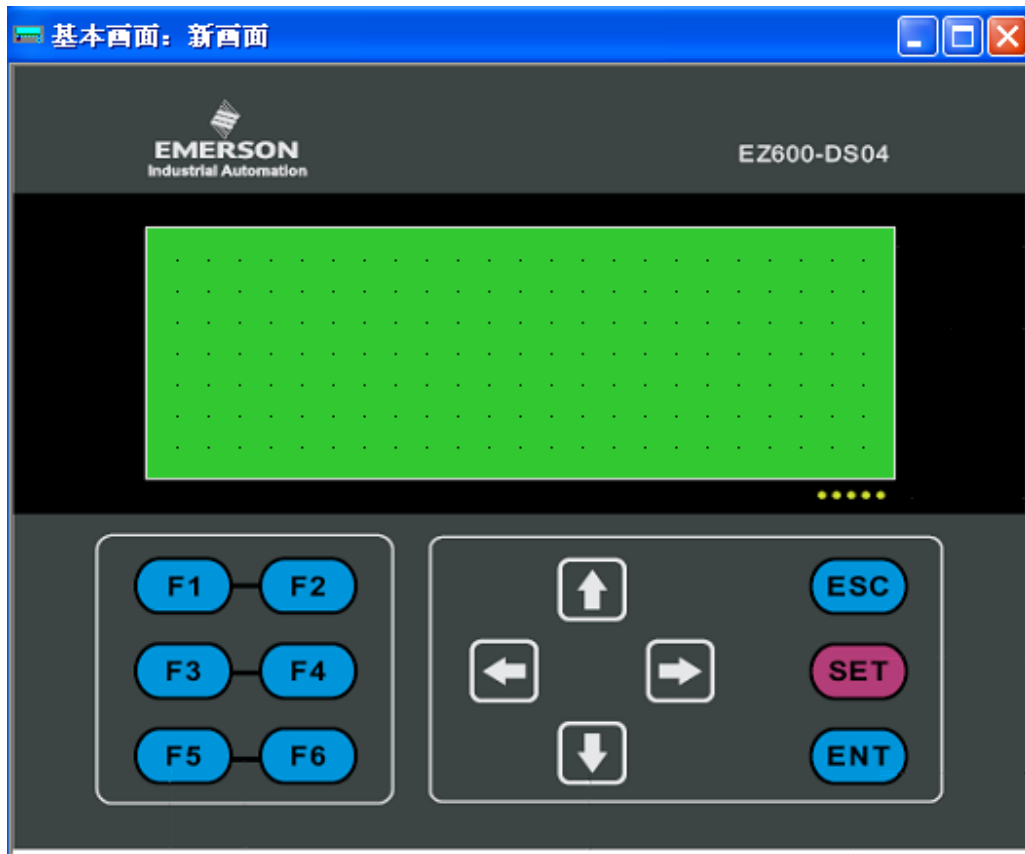 基本画面：新画面
EMERSON
Industrial Automation
EZ600-DS04
F1 F2 ESC
F3 F4 SET
F5 F6 ENT